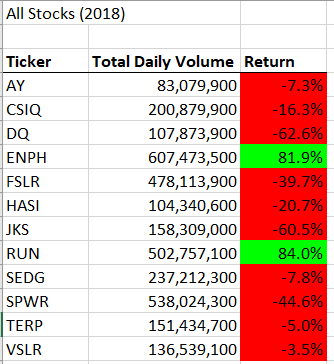 All Stocks (2018)
Ticker Total Daily Volume Return
AY 83,079,900 -7.3%
CSIQ 200,879,900 -16.3%
DQ 107,873,900 -62.6%
ENPH 607,473,500 81.9%
FSLR 478,113,900 -39.7%
HASI 104,340,600 -20.7%
JKS 158,309,000 -60.5%
RUN 502,757,100 84.0%
SEDG 237,212,300 -7.8%
SPWR 538,024,300 -44.6%
TERP 151,434,700 -5.0%
VSLR 136,539,100 -3.5%